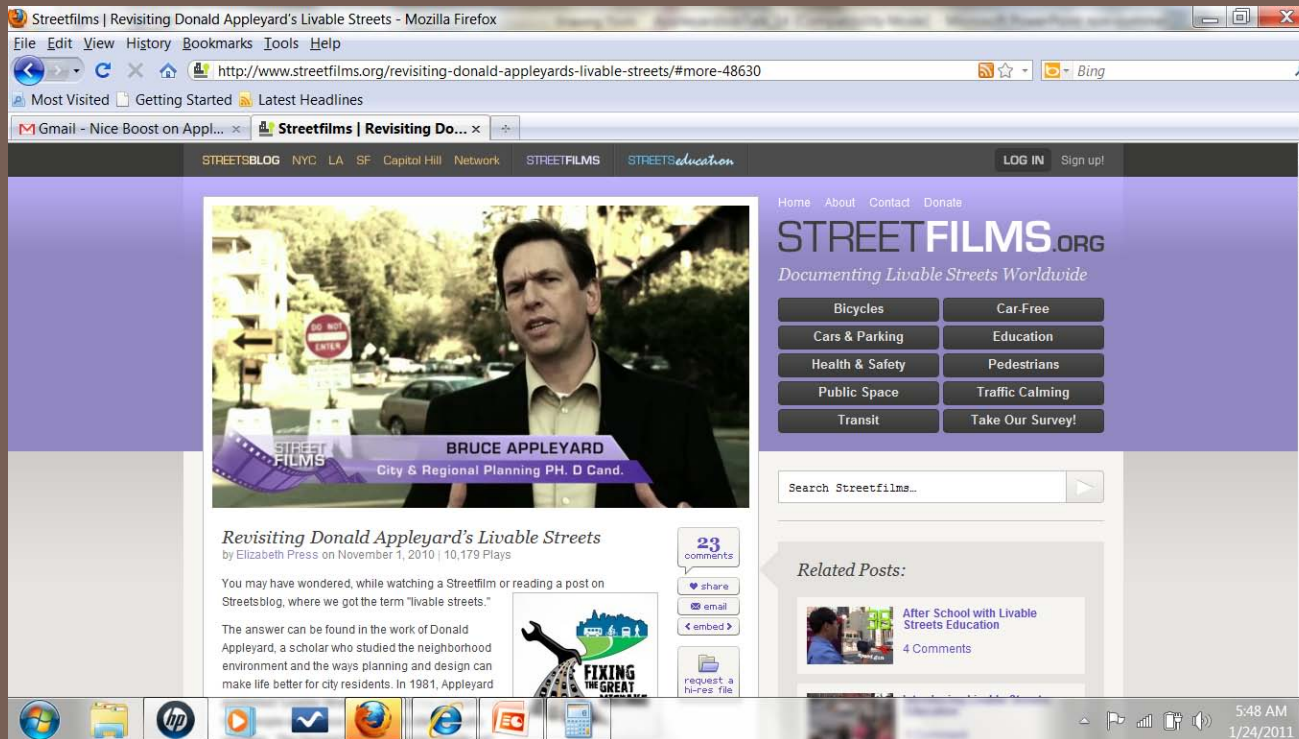 Streetfilms | Revisiting Donald Appleyard's Livable Streets - Mozilla Firefox
File Edit View History Bookmarks Tools Help
http://www.streetfilms.org/revisiting-donald-appleyards-livable-streets/#more-48630
Bing
Most Visited Getting Started Latest Headlines
Gmail - Nice Boost on Appl... × Streetfilms | Revisiting Do... ×
STREETSBLOG NYC LA SF Capitol Hill Network STREETFILMS STREETSeducation LOG IN Sign up!
Home About Contact Donate
STREETFILMS.ORG
Documenting Livable Streets Worldwide
Bicycles Car-Free
Cars & Parking Education
Health & Safety Pedestrians
Public Space Traffic Calming
Transit Take Our Survey!
DO NOT
ENTER
STREET
FILMS
BRUCE APPLEYARD
City & Regional Planning PH. D Cand.
Search Streetfilms...
Revisiting Donald Appleyard's Livable Streets
by Elizabeth Press on November 1, 2010 | 10,179 Plays
23
comments
share
email
< embed >
request a
hi-res file
You may have wondered, while watching a Streetfilm or reading a post on
Streetsblog, where we got the term "livable streets."
The answer can be found in the work of Donald
Appleyard, a scholar who studied the neighborhood
environment and the ways planning and design can
make life better for city residents. In 1981, Appleyard
FIXING
THE GREAT
Related Posts:
After School with Livable
Streets Education
4 Comments
hp
5:48 AM
1/24/2011